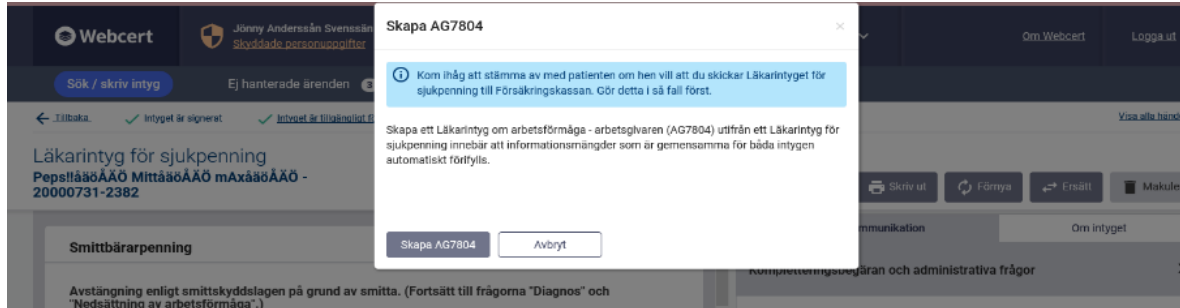 Webcert
Jönny Anderssån Svenssän
Skyddade personuppgifter
Om Webcert
Logga ut
Sök / skriv intyg
Ej hanterade ärenden
Tillbaka
Intyget är signerat
Intyget är tillgängligt
Visa alla
Läkarintyg för sjukpenning
Peps!!âäöÅÄÖ MittâäöÅÄÖ mAxâäöÅÄÖ -
20000731-2382
Skriv ut
Förnya
Ersätt
Makule
Skapa AG7804
Kom ihåg att stämma av med patienten om hen vill att du skickar Läkarintyget för
sjukpenning till Försäkringskassan. Gör detta i så fall först.
Skapa ett Läkarintyg om arbetsförmåga - arbetsgivaren (AG7804) utifrån ett Läkarintyg för
sjukpenning innebär att informationsmängder som är gemensamma för båda intygen
automatiskt förifylls.
Skapa AG7804
Avbryt
mmunikation
Om intyget
Kompletteringsbegäran och administrativa frågor
Smittbärarpenning
Avstängning enligt smittskyddslagen på grund av smitta. (Fortsätt till frågorna "Diagnos" och
"Nedsättning av arbetsförmåga".)